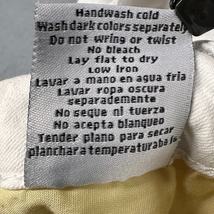 Handwash cold
Wash dark colors separately
Do not wring or twist
No bleach
Lay flat to dry
Low iron
Lavar a mano en agua fria
Lavar ropa oscura
separademente
No seque ni tuerza
No acepta blanqueo
Tender plano para secar
planchara temperaturaba